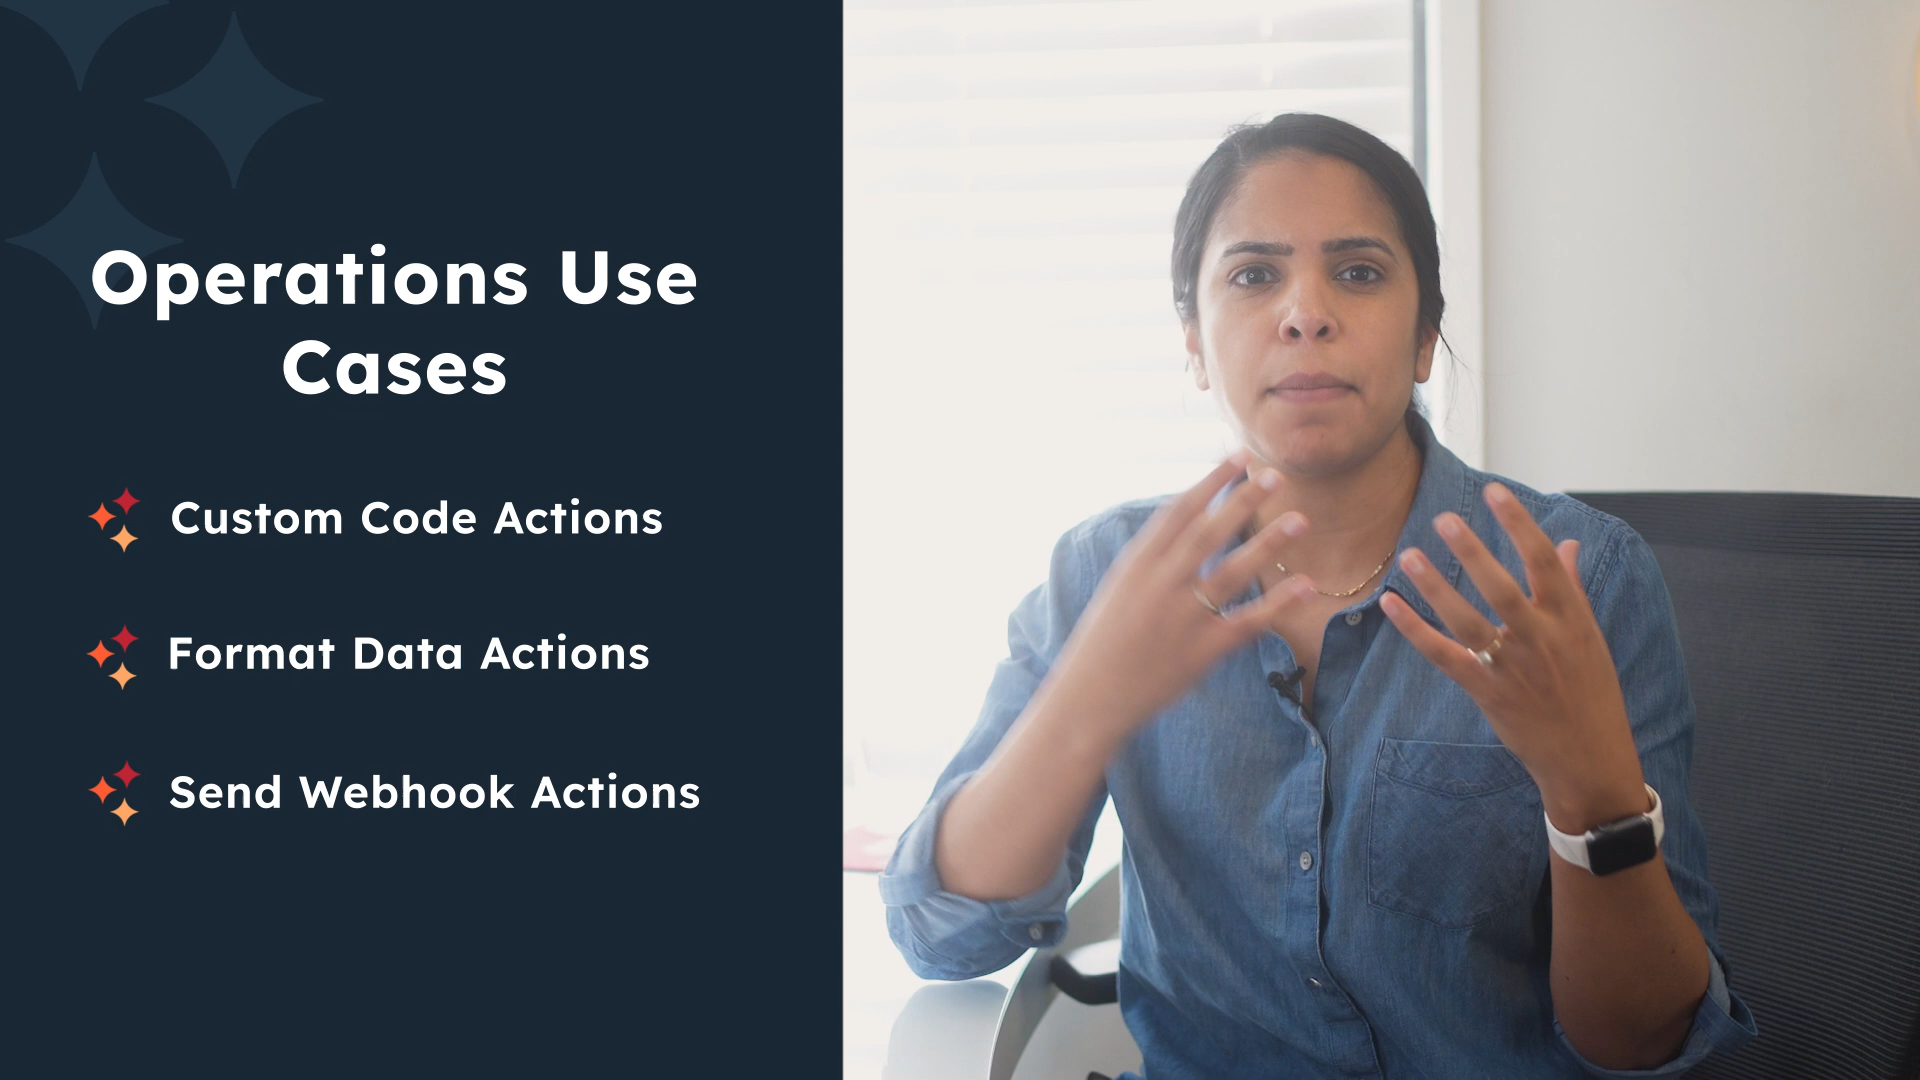 Operations Use
Cases
Custom Code Actions
Format Data Actions
Send Webhook Actions